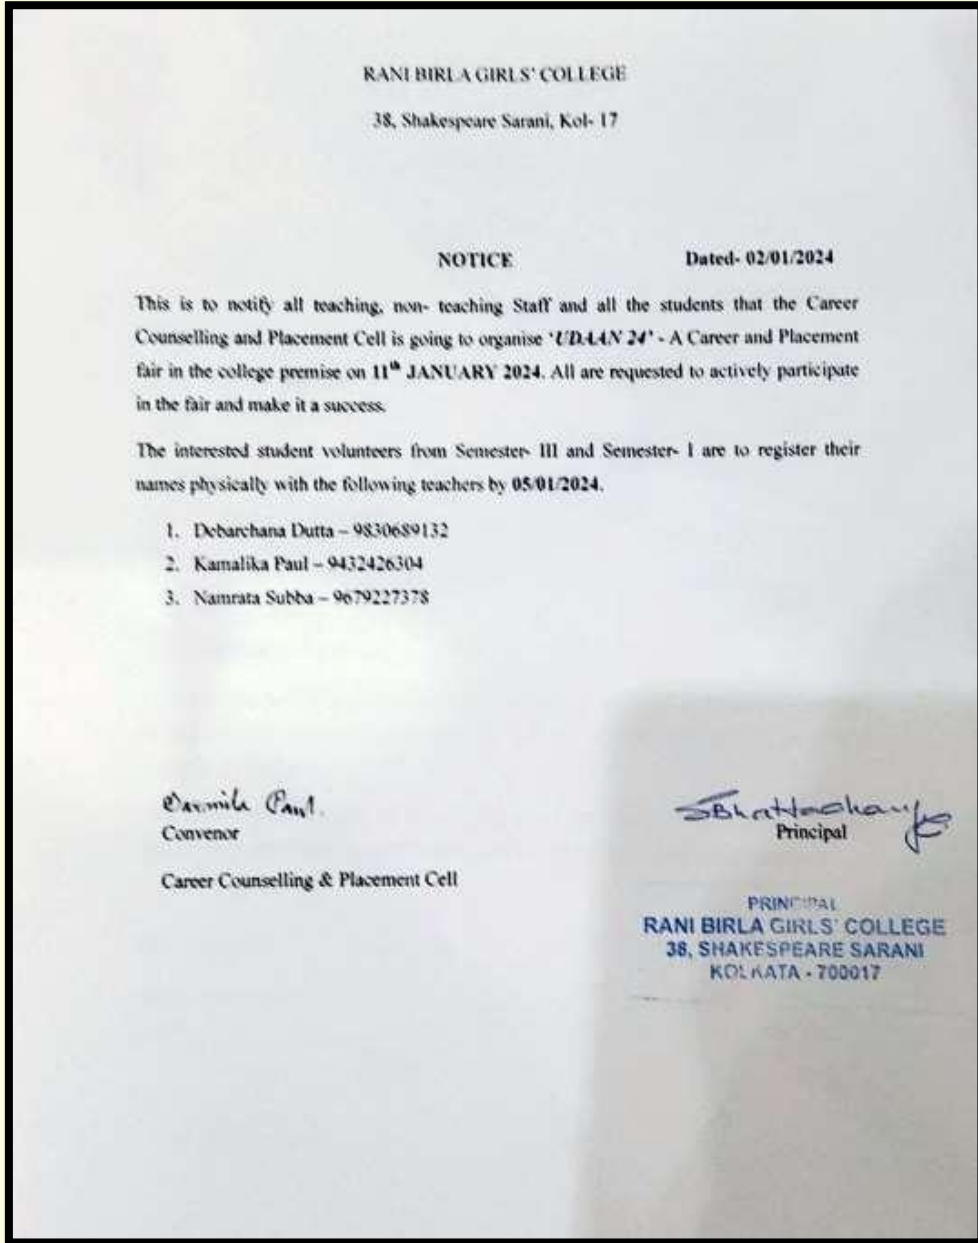 RANI BIRLA GIRLS' COLLEGE
38, Shakespeare Sarani, Kol- 17
NOTICE Dated- 02/01/2024
This is to notify all teaching, non- teaching Staff and all the students that the Career
Counselling and Placement Cell is going to organise 'UDAAN 24' - A Career and Placement
fair in the college premise on 11th JANUARY 2024. All are requested to actively participate
in the fair and make it a success.
The interested student volunteers from Semester- III and Semester- I are to register their
names physically with the following teachers by 05/01/2024.
1. Debarchana Dutta – 9830689132
2. Kamalika Paul – 9432426304
3. Namrata Subba – 9679227378
Paul.
Convenor
Career Counselling & Placement Cell
SBhattacharya
Principal
PRINCIPAL
RANI BIRLA GIRLS' COLLEGE
38, SHAKESPEARE SARANI
KOLKATA - 700017